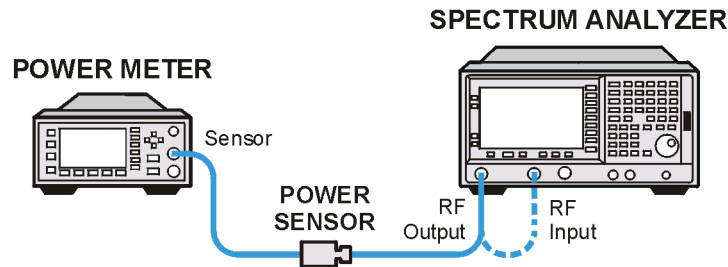 SPECTRUM ANALYZER
POWER METER
Sensor
POWER
SENSOR
RF
Output
RF
Input